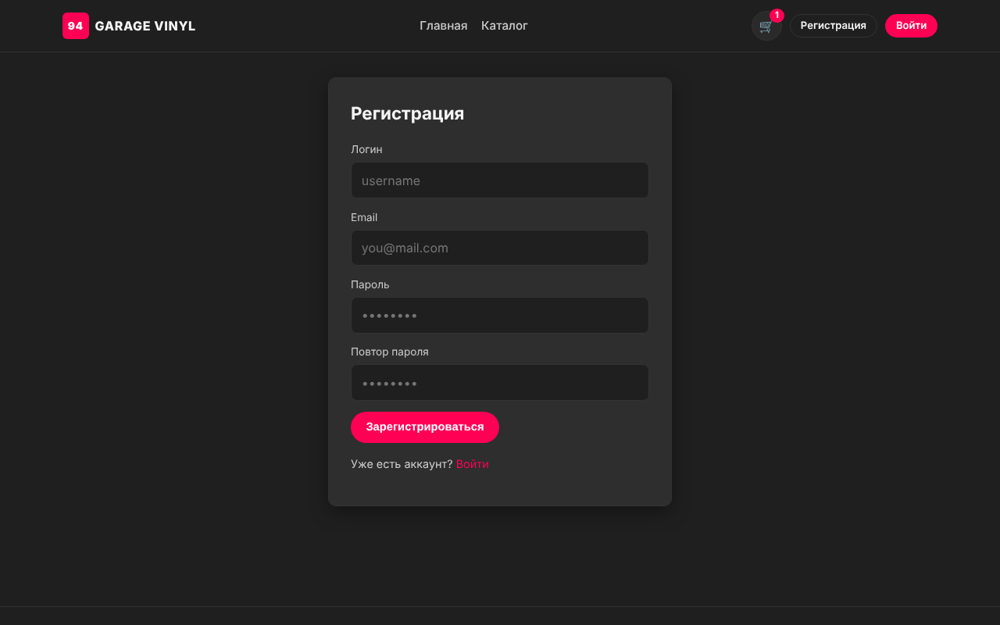 94 GARAGE VINYL Главная Каталог 1 Регистрация Войти
Регистрация
Логин
username
Email
you@mail.com
Пароль
••••••••
Повтор пароля
••••••••
Зарегистрироваться
Уже есть аккаунт? Войти